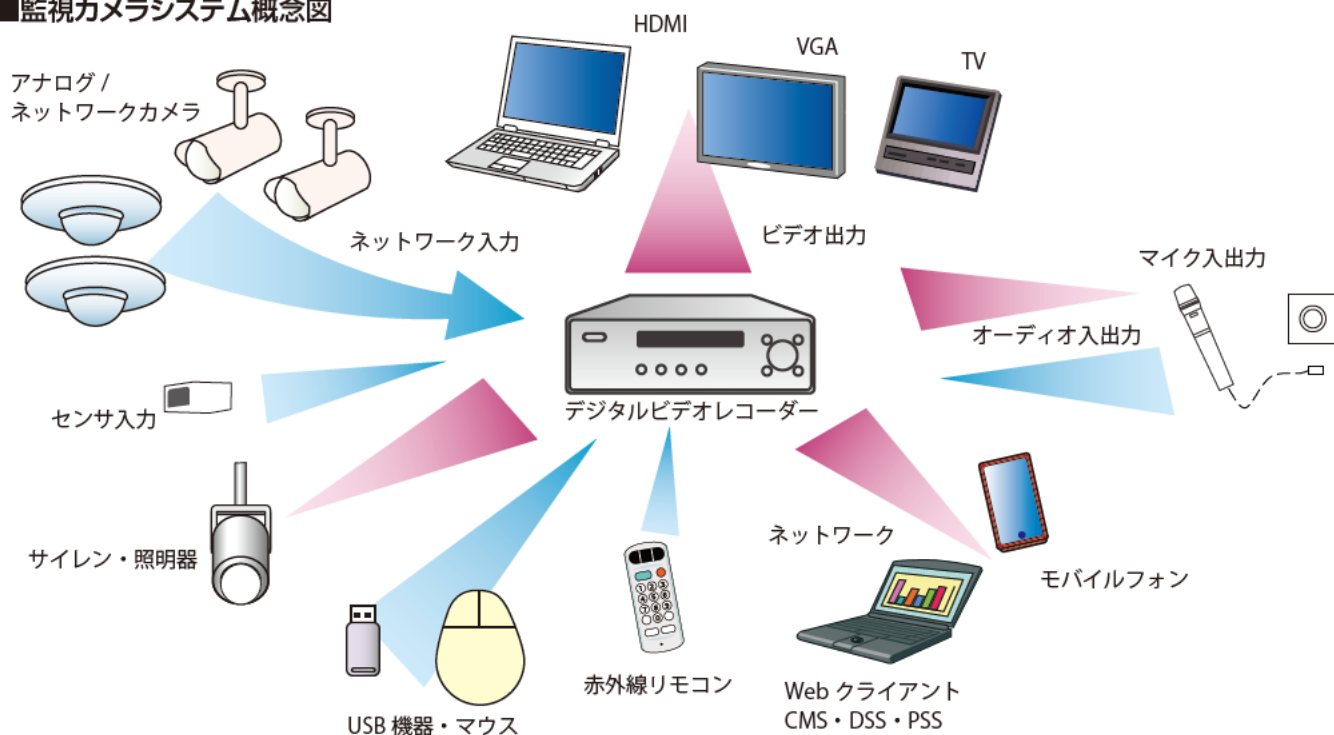 ■監視カメラシステム概念図
HDMI
VGA
TV
アナログ /
ネットワークカメラ
ネットワーク入力
ビデオ出力
マイク入出力
オーディオ入出力
センサ入力
デジタルビデオレコーダー
サイレン・照明器
ネットワーク
モバイルフォン
赤外線リモコン
Web クライアント
CMS・DSS・PSS
USB 機器・マウス